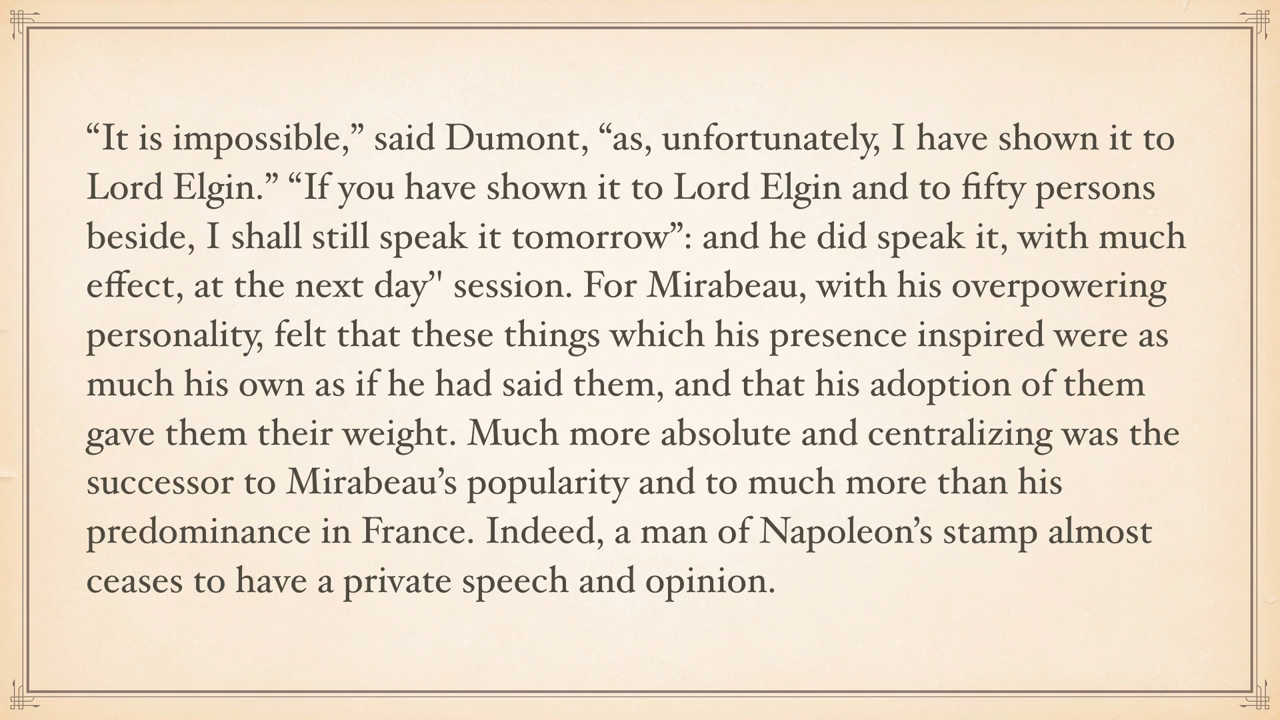 “It is impossible,” said Dumont, “as, unfortunately, I have shown it to
Lord Elgin.” “If you have shown it to Lord Elgin and to fifty persons
beside, I shall still speak it tomorrow”: and he did speak it, with much
effect, at the next day”' session. For Mirabeau, with his overpowering
personality, felt that these things which his presence inspired were as
much his own as if he had said them, and that his adoption of them
gave them their weight. Much more absolute and centralizing was the
successor to Mirabeau’s popularity and to much more than his
predominance in France. Indeed, a man of Napoleon’s stamp almost
ceases to have a private speech and opinion.